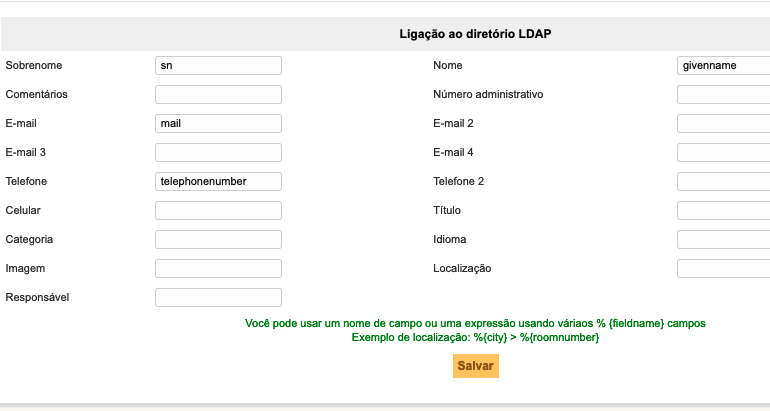 Ligação ao diretório LDAP
Sobrenome sn Nome givenname
Comentários Número administrativo
E-mail mail E-mail 2
E-mail 3 E-mail 4
Telefone telephonenumber Telefone 2
Celular Título
Categoria Idioma
Imagem Localização
Responsável
Você pode usar um nome de campo ou uma expressão usando váriaos % {fieldname} campos
Exemplo de localização: %{city} > %{roomnumber}
Salvar